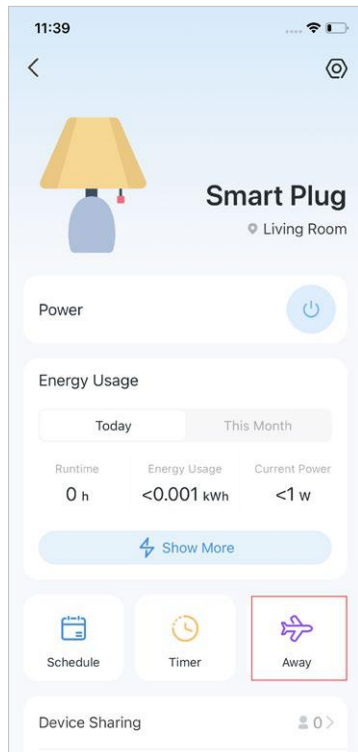 11:39
Smart Plug
Living Room
Power
Energy Usage
Today This Month
Runtime Energy Usage Current Power
0 h <0.001 kWh <1 w
Show More
Schedule Timer Away
Device Sharing 0